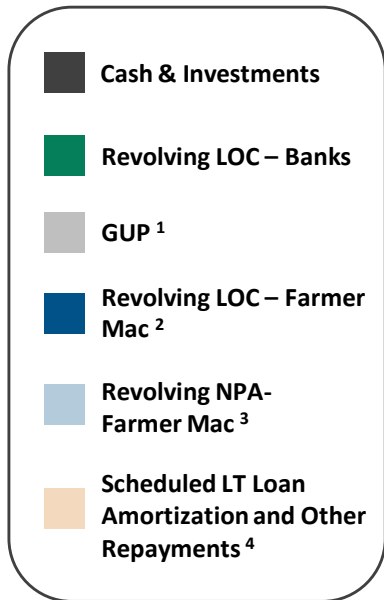 Cash & Investments
Revolving LOC – Banks
GUP ¹
Revolving LOC – Farmer
Mac ²
Revolving NPA-
Farmer Mac ³
Scheduled LT Loan
Amortization and Other
Repayments ⁴